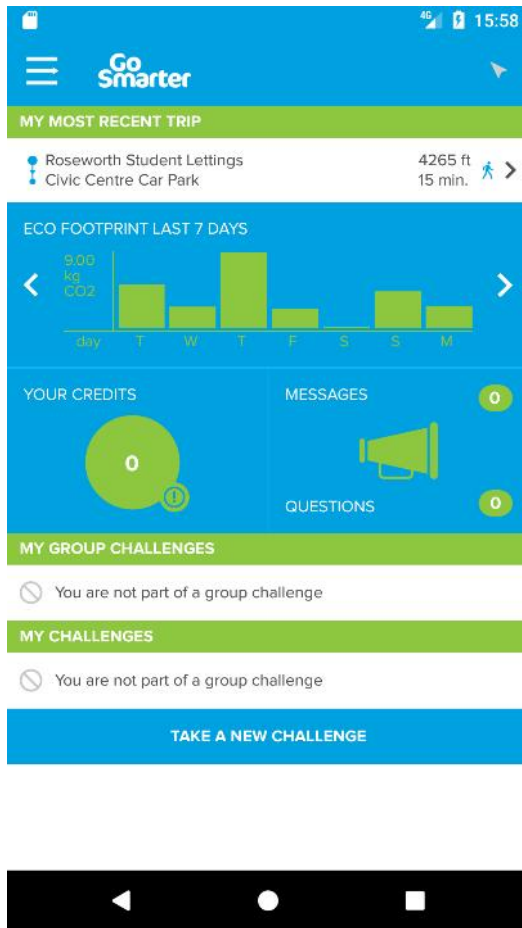 4G 15:58
Go
Smarter
MY MOST RECENT TRIP
Roseworth Student Lettings 4265 ft
Civic Centre Car Park 15 min.
ECO FOOTPRINT LAST 7 DAYS
9.00
kg
CO2
day T W T F S S M
YOUR CREDITS
0
MESSAGES 0
QUESTIONS 0
MY GROUP CHALLENGES
You are not part of a group challenge
MY CHALLENGES
You are not part of a group challenge
TAKE A NEW CHALLENGE